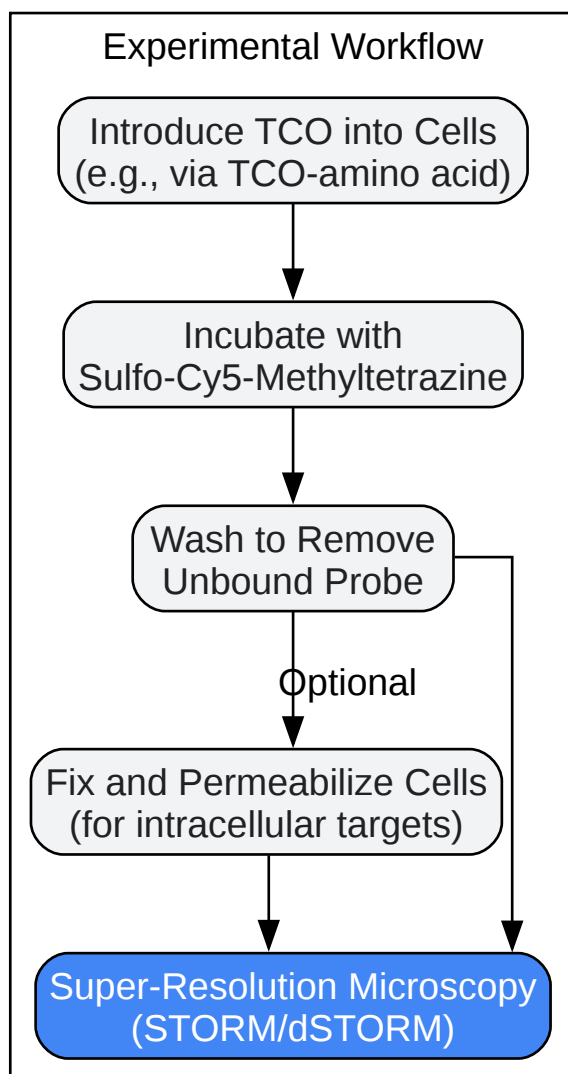 Experimental Workflow
Introduce TCO into Cells
(e.g., via TCO-amino acid)
Incubate with
Sulfo-Cy5-Methyltetrazine
Wash to Remove
Unbound Probe
Optional
Fix and Permeabilize Cells
(for intracellular targets)
Super-Resolution Microscopy
(STORM/dSTORM)